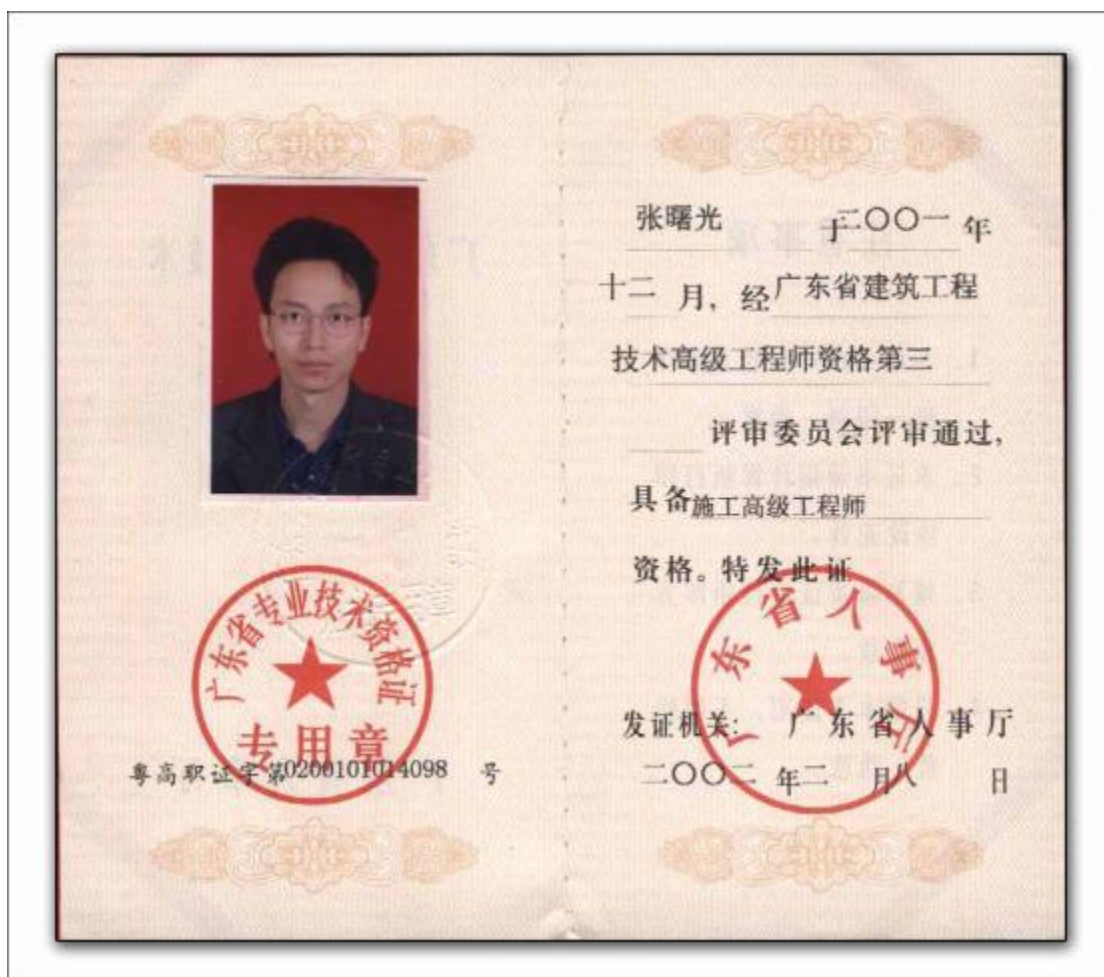 广东省专业技术资格证
专用章
粤高职证字第0200101014098 号
张曙光 于二〇〇一年
十二 月，经广东省建筑工程
技术高级工程师资格第三
评审委员会评审通过，
具备施工高级工程师
资格。特发此证
广东省人事厅
发证机关：广东省人事厅
二〇〇二 年二 月八 日